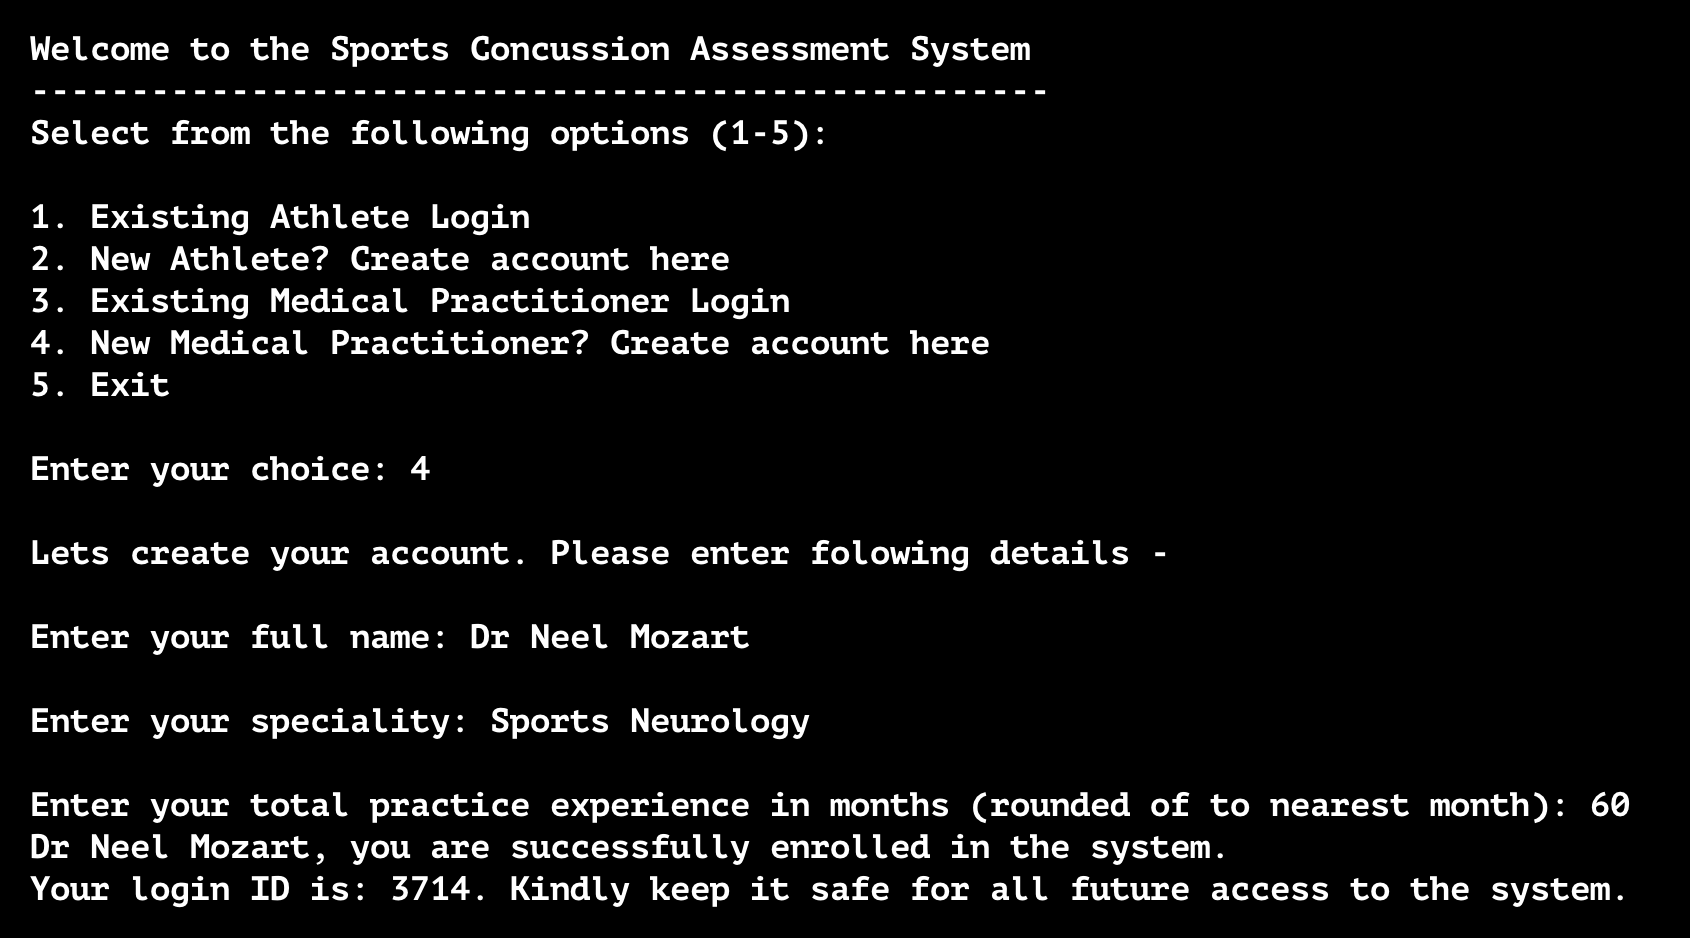 Welcome to the Sports Concussion Assessment System
---------------------------------------------------
Select from the following options (1-5):
1. Existing Athlete Login
2. New Athlete? Create account here
3. Existing Medical Practitioner Login
4. New Medical Practitioner? Create account here
5. Exit
Enter your choice: 4
Lets create your account. Please enter folowing details -
Enter your full name: Dr Neel Mozart
Enter your speciality: Sports Neurology
Enter your total practice experience in months (rounded of to nearest month): 60
Dr Neel Mozart, you are successfully enrolled in the system.
Your login ID is: 3714. Kindly keep it safe for all future access to the system.